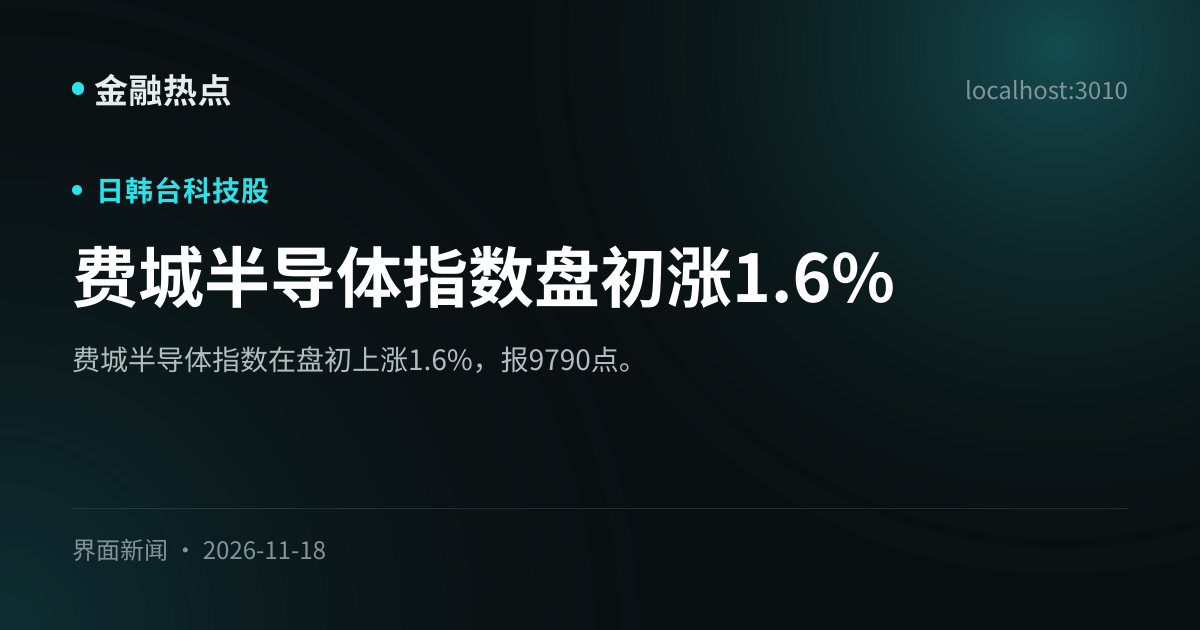 金融热点
localhost:3010
日韩台科技股
费城半导体指数盘初涨1.6%
费城半导体指数在盘初上涨1.6%，报9790点。
界面新闻 · 2026-11-18